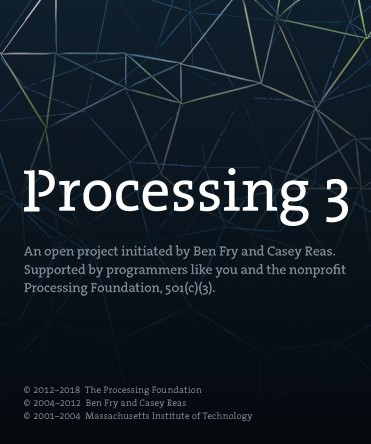 Processing 3
An open project initiated by Ben Fry and Casey Reas.
Supported by programmers like you and the nonprofit
Processing Foundation, 501(c)(3).
© 2012–2018 The Processing Foundation
© 2004–2012 Ben Fry and Casey Reas
© 2001–2004 Massachusetts Institute of Technology